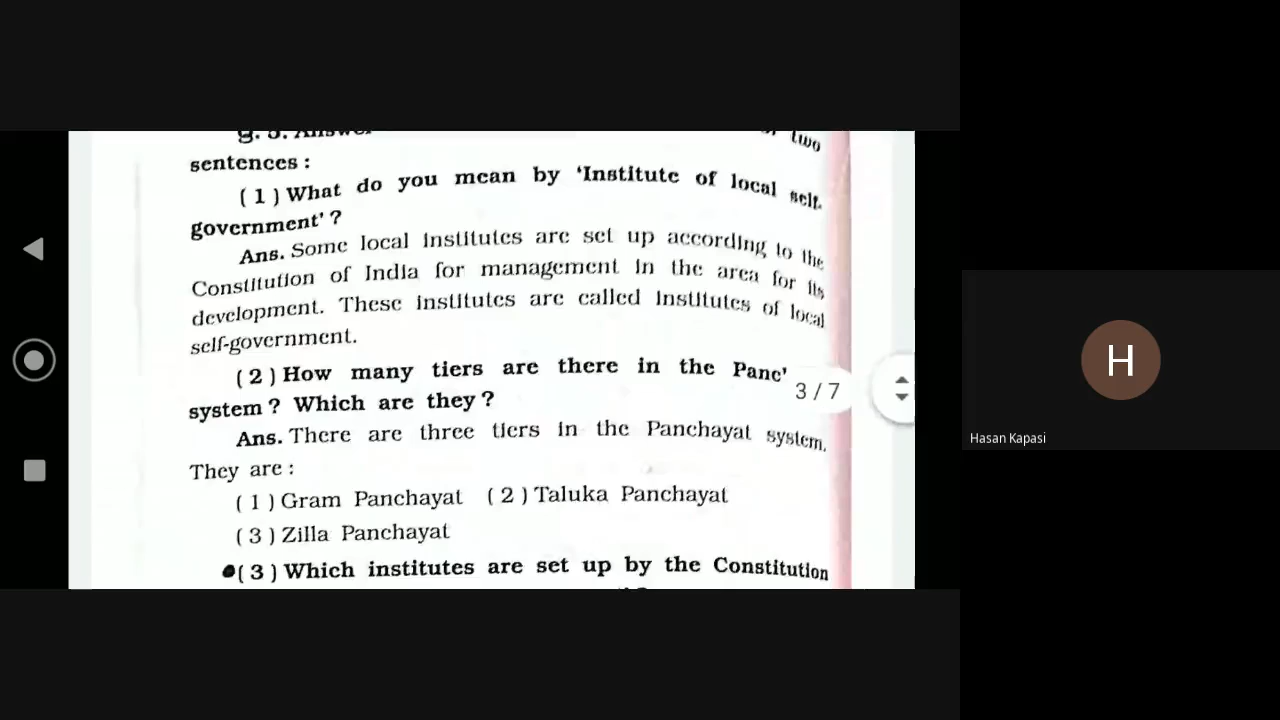 sentences :
( 1 ) What do you mean by 'Institute of local self-
government' ?
Ans. Some local institutes are set up according to the
Constitution of India for management in the area for its
development. These institutes are called Institutes of local
self-government.
( 2 ) How many tiers are there in the Panc
system ? Which are they ?
3 / 7
Ans. There are three tiers in the Panchayat system.
They are :
( 1 ) Gram Panchayat ( 2 ) Taluka Panchayat
( 3 ) Zilla Panchayat
( 3 ) Which institutes are set up by the Constitution
H
Hasan Kapasi